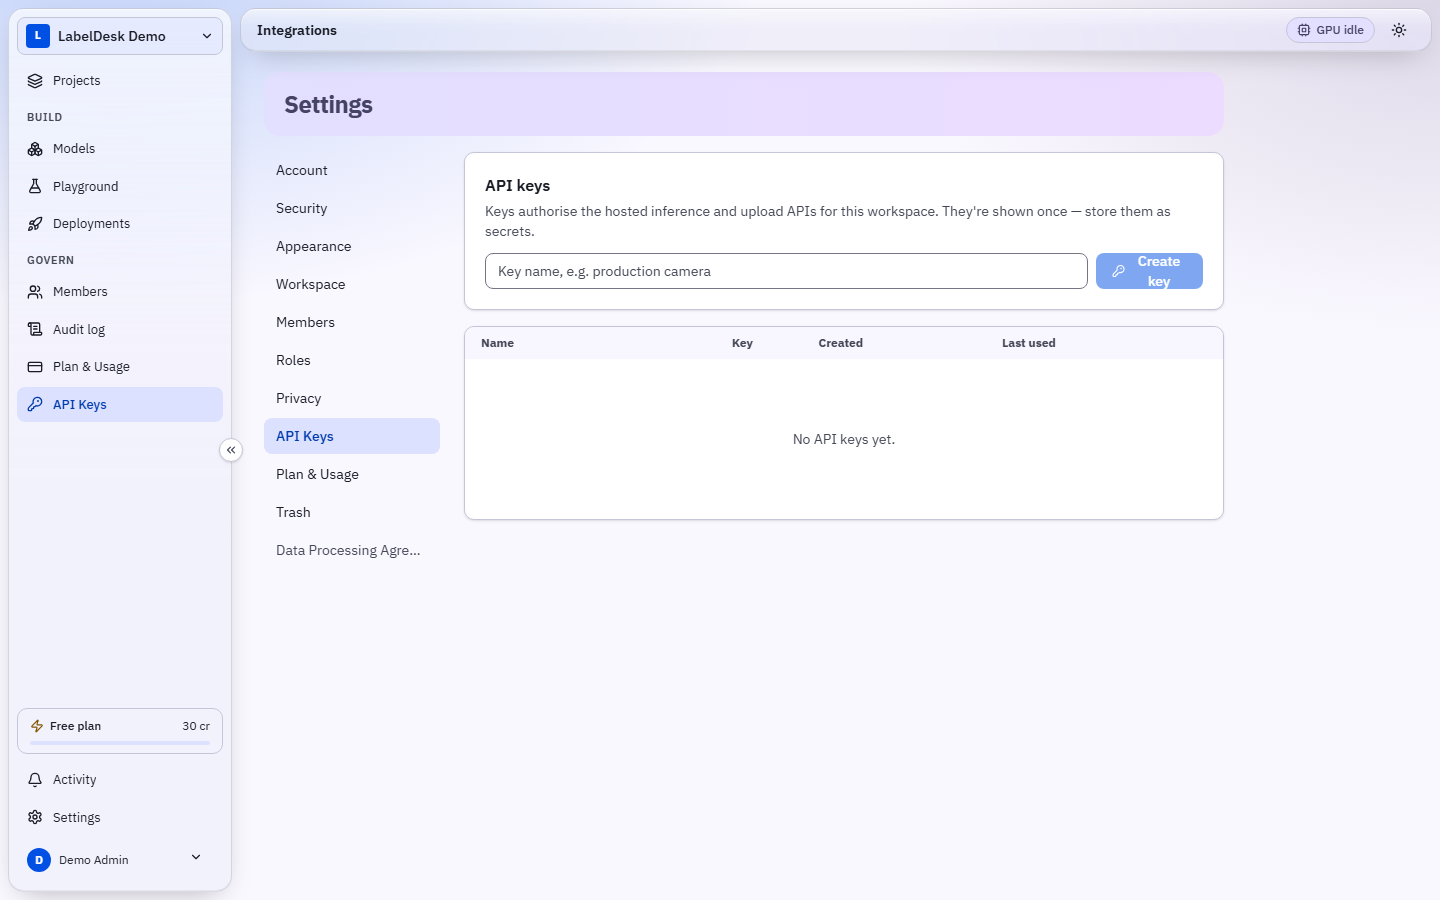 L LabelDesk Demo
Projects
BUILD
Models
Playground
Deployments
GOVERN
Members
Audit log
Plan & Usage
API Keys
Free plan 30 cr
Activity
Settings
D Demo Admin
Integrations
GPU idle
Settings
Account
Security
Appearance
Workspace
Members
Roles
Privacy
API Keys
Plan & Usage
Trash
Data Processing Agre...
API keys
Keys authorise the hosted inference and upload APIs for this workspace. They're shown once — store them as
secrets.
Key name, e.g. production camera
Create
key
Name Key Created Last used
No API keys yet.